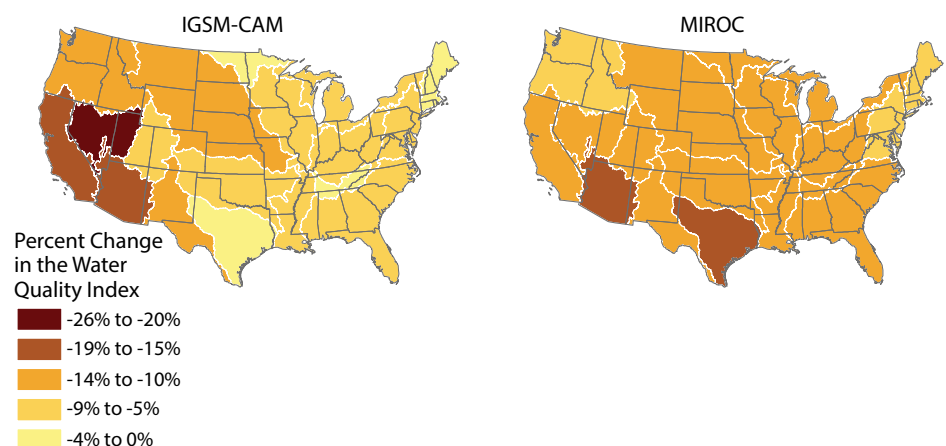 IGSM-CAM
MIROC
Percent Change
in the Water
Quality Index
-26% to -20%
-19% to -15%
-14% to -10%
-9% to -5%
-4% to 0%